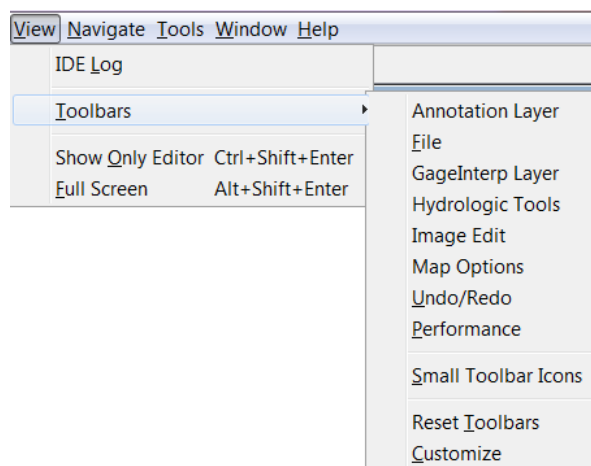 View Navigate Tools Window Help
IDE Log
Toolbars
Show Only Editor Ctrl+Shift+Enter
Full Screen Alt+Shift+Enter
Annotation Layer
File
GageInterp Layer
Hydrologic Tools
Image Edit
Map Options
Undo/Redo
Performance
Small Toolbar Icons
Reset Toolbars
Customize